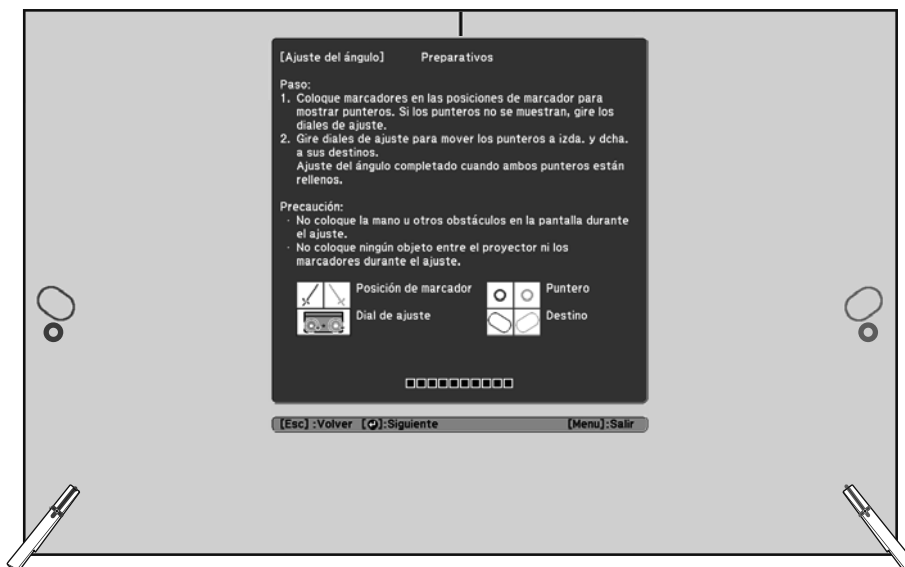 [Ajuste del ángulo] Preparativos
Paso:
1. Coloque marcadores en las posiciones de marcador para
mostrar punteros. Si los punteros no se muestran, gire los
diales de ajuste.
2. Gire diales de ajuste para mover los punteros a izda. y dcha.
a sus destinos.
Ajuste del ángulo completado cuando ambos punteros están
rellenos.
Precaución:
· No coloque la mano u otros obstáculos en la pantalla durante
el ajuste.
· No coloque ningún objeto entre el proyector ni los
marcadores durante el ajuste.
Posición de marcador
Puntero
Dial de ajuste
Destino
[Esc] :Volver [⏎]:Siguiente [Menu]:Salir